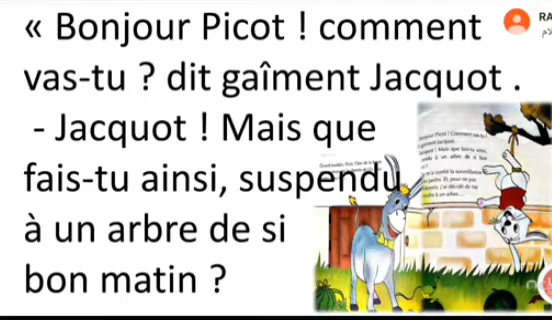 « Bonjour Picot ! comment
vas-tu ? dit gaîment Jacquot .
- Jacquot ! Mais que
fais-tu ainsi, suspendu
à un arbre de si
bon matin ?
RA